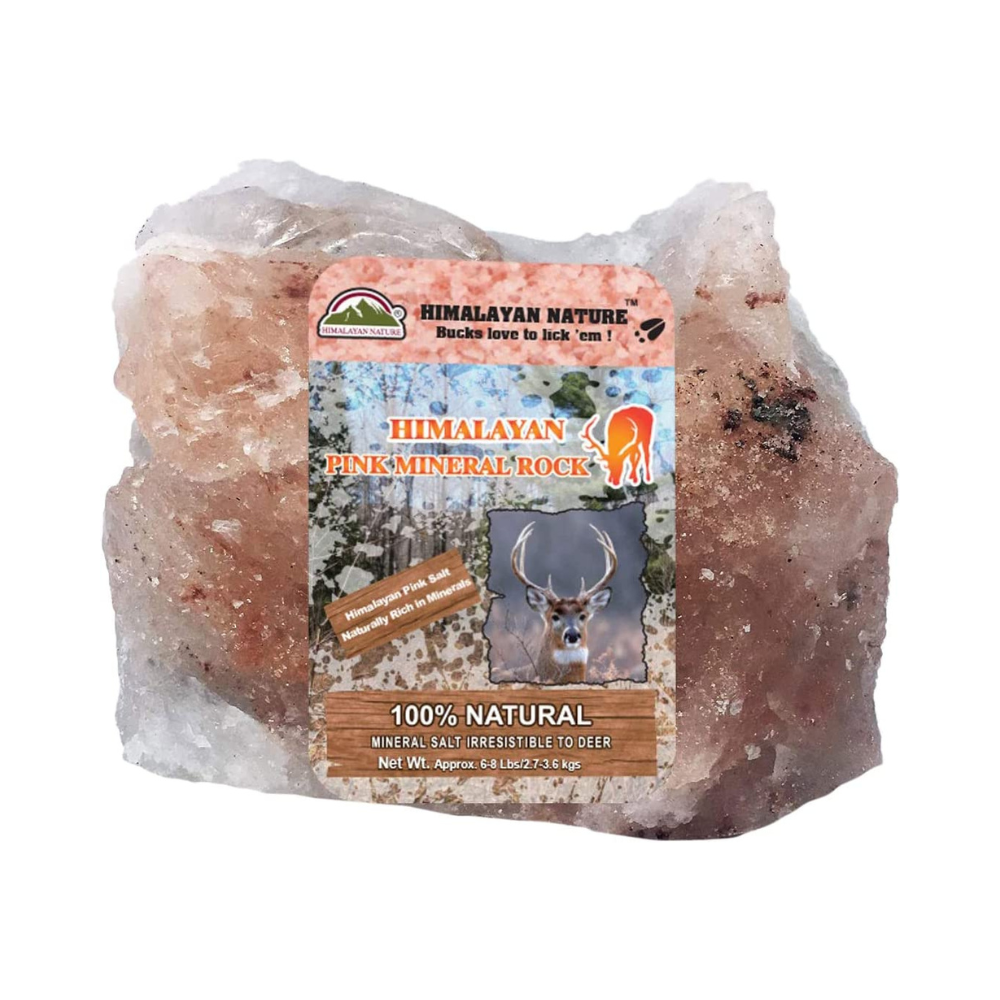 HIMALAYAN NATURE ®
HIMALAYAN NATURE™
Bucks love to lick 'em !
HIMALAYAN
PINK MINERAL ROCK
Himalayan Pink Salt
Naturally Rich in Minerals
100% NATURAL
MINERAL SALT IRRESISTIBLE TO DEER
Net Wt. Approx. 6-8 Lbs/2.7-3.6 kgs